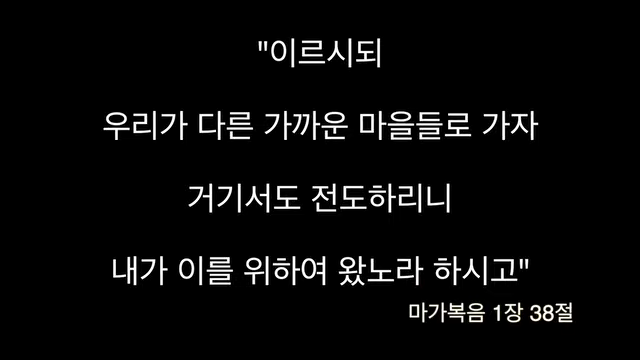 "이르시되
우리가 다른 가까운 마을들로 가자
거기서도 전도하리니
내가 이를 위하여 왔노라 하시고"
마가복음 1장 38절